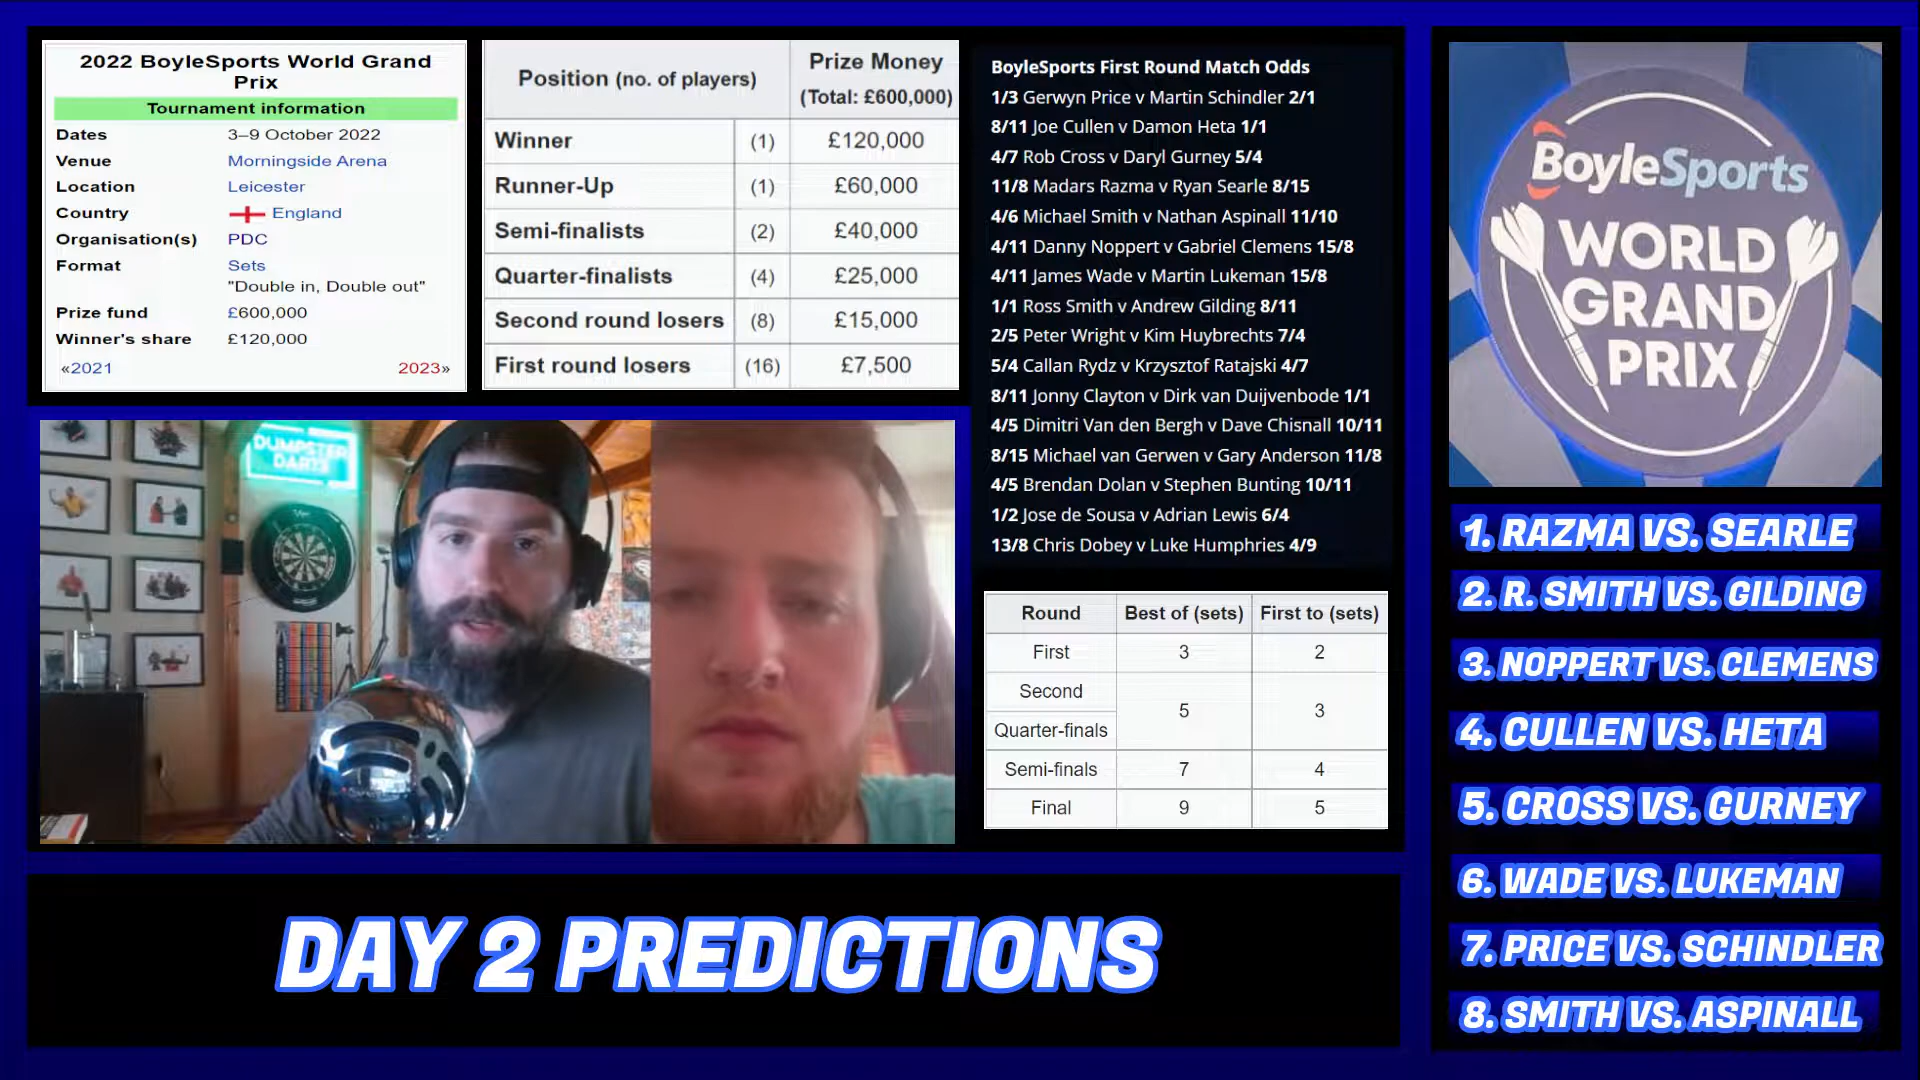 2022 BoyleSports World Grand
Prix
Tournament information
Dates 3–9 October 2022
Venue Morningside Arena
Location Leicester
Country England
Organisation(s) PDC
Format Sets
"Double in, Double out"
Prize fund £600,000
Winner's share £120,000
«2021 2023»
Position (no. of players) Prize Money
(Total: £600,000)
Winner (1) £120,000
Runner-Up (1) £60,000
Semi-finalists (2) £40,000
Quarter-finalists (4) £25,000
Second round losers (8) £15,000
First round losers (16) £7,500
BoyleSports First Round Match Odds
1/3 Gerwyn Price v Martin Schindler 2/1
8/11 Joe Cullen v Damon Heta 1/1
4/7 Rob Cross v Daryl Gurney 5/4
11/8 Madars Razma v Ryan Searle 8/15
4/6 Michael Smith v Nathan Aspinall 11/10
4/11 Danny Noppert v Gabriel Clemens 15/8
4/11 James Wade v Martin Lukeman 15/8
1/1 Ross Smith v Andrew Gilding 8/11
2/5 Peter Wright v Kim Huybrechts 7/4
5/4 Callan Rydz v Krzysztof Ratajski 4/7
8/11 Jonny Clayton v Dirk van Duijvenbode 1/1
4/5 Dimitri Van den Bergh v Dave Chisnall 10/11
8/15 Michael van Gerwen v Gary Anderson 11/8
4/5 Brendan Dolan v Stephen Bunting 10/11
1/2 Jose de Sousa v Adrian Lewis 6/4
13/8 Chris Dobey v Luke Humphries 4/9
Round Best of (sets) First to (sets)
First 3 2
Second
5 3
Quarter-finals
Semi-finals 7 4
Final 9 5
DUMPSTER
DARTS
BoyleSports
WORLD
GRAND
PRIX
1. RAZMA VS. SEARLE
2. R. SMITH VS. GILDING
3. NOPPERT VS. CLEMENS
4. CULLEN VS. HETA
5. CROSS VS. GURNEY
6. WADE VS. LUKEMAN
7. PRICE VS. SCHINDLER
8. SMITH VS. ASPINALL
DAY 2 PREDICTIONS